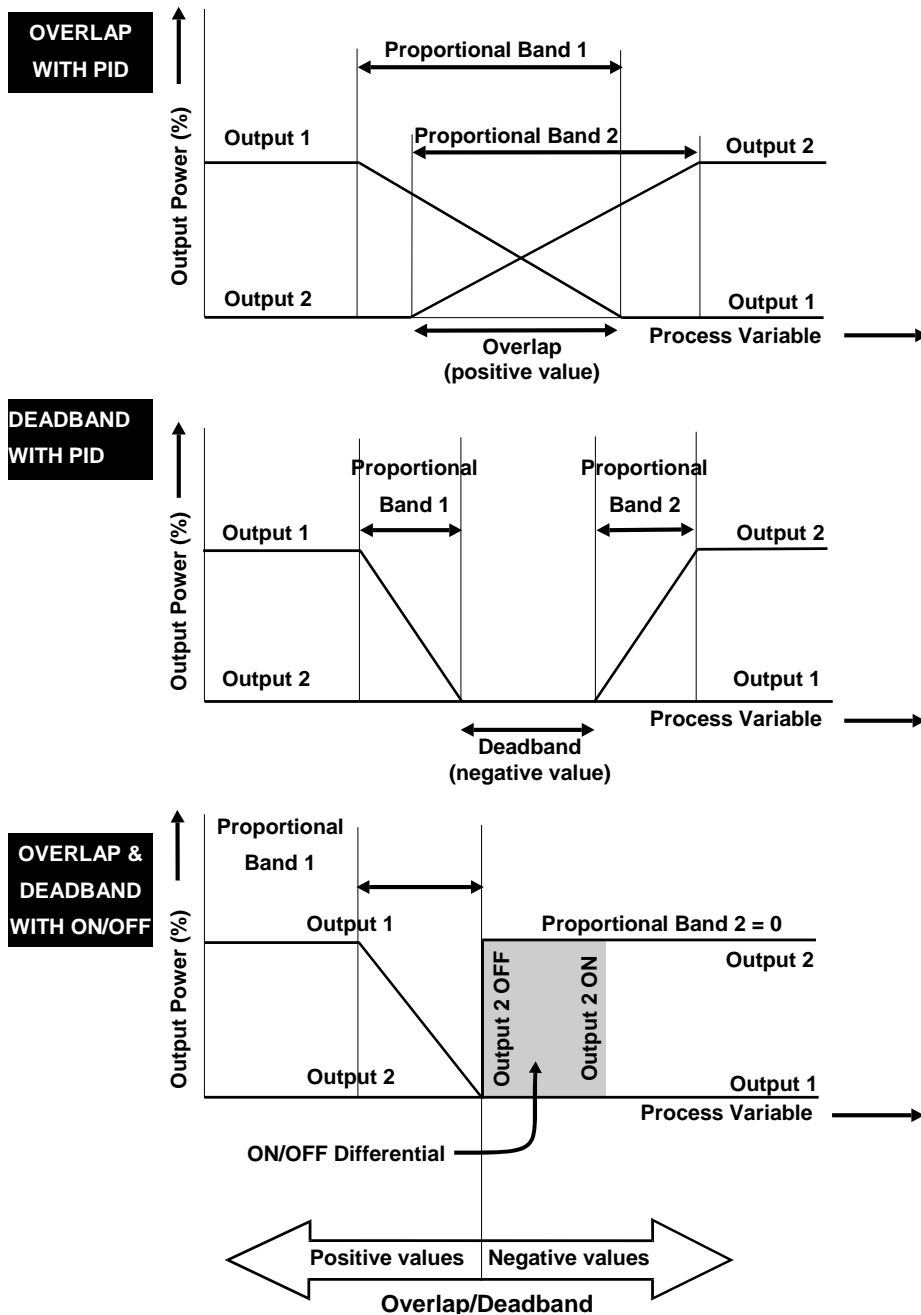 OVERLAP
WITH PID
Output Power (%)
Proportional Band 1
Proportional Band 2
Output 1
Output 2
Output 2
Output 1
Overlap
(positive value)
Process Variable
DEADBAND
WITH PID
Output Power (%)
Proportional
Band 1
Proportional
Band 2
Output 1
Output 2
Output 2
Output 1
Deadband
(negative value)
Process Variable
OVERLAP &
DEADBAND
WITH ON/OFF
Output Power (%)
Proportional
Band 1
Output 1
Proportional Band 2 = 0
Output 2
Output 2 OFF
Output 2 ON
Output 2
Output 1
Process Variable
ON/OFF Differential
Positive values
Negative values
Overlap/Deadband